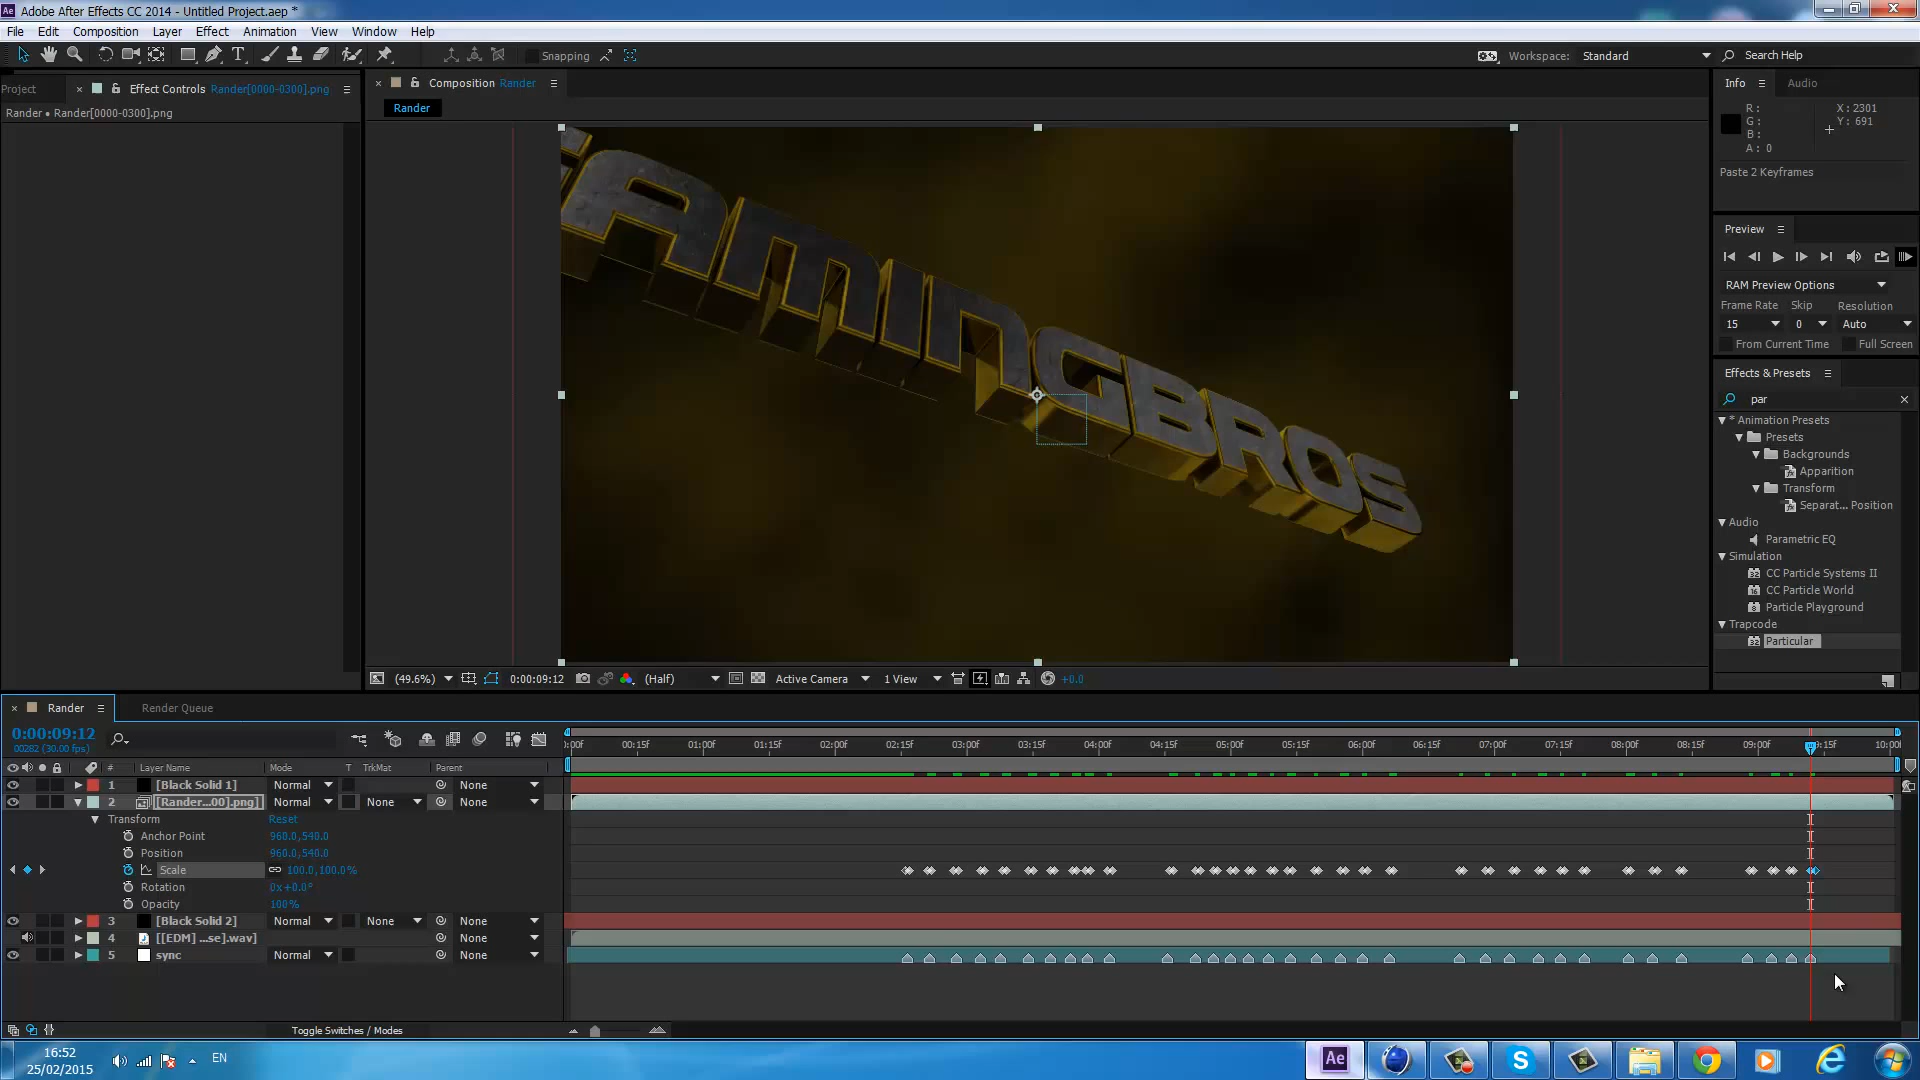 Adobe After Effects CC 2014 - Untitled Project.aep *
File Edit Composition Layer Effect Animation View Window Help
Snapping
Workspace: Standard
Search Help
Project
Effect Controls Rander[0000-0300].png
Rander • Rander[0000-0300].png
Composition Rander
Rander
AMINGBROS
(49.6%) 0:00:09:12 (Half) Active Camera 1 View +0.0
Info Audio
R: X: 2301
G: Y: 691
B:
A: 0
Paste 2 Keyframes
Preview
RAM Preview Options
Frame Rate Skip Resolution
15 0 Auto
From Current Time Full Screen
Effects & Presets
par
* Animation Presets
Presets
Backgrounds
Apparition
Transform
Separat... Position
Audio
Parametric EQ
Simulation
CC Particle Systems II
CC Particle World
Particle Playground
Trapcode
Particular
Rander Render Queue
0:00:09:12
00282 (30.00 fps)
:00f 00:15f 01:00f 01:15f 02:00f 02:15f 03:00f 03:15f 04:00f 04:15f 05:00f 05:15f 06:00f 06:15f 07:00f 07:15f 08:00f 08:15f 09:00f 9:15f 10:00f
# Layer Name Mode T TrkMat Parent
1 [Black Solid 1] Normal None
2 [Rander...00].png] Normal None None
Transform Reset
Anchor Point 960.0,540.0
Position 960.0,540.0
Scale 100.0,100.0%
Rotation 0x+0.0°
Opacity 100%
3 [Black Solid 2] Normal None None
4 [[EDM] ...se].wav] None
5 sync Normal None
Toggle Switches / Modes
16:52
25/02/2015
EN
Ae